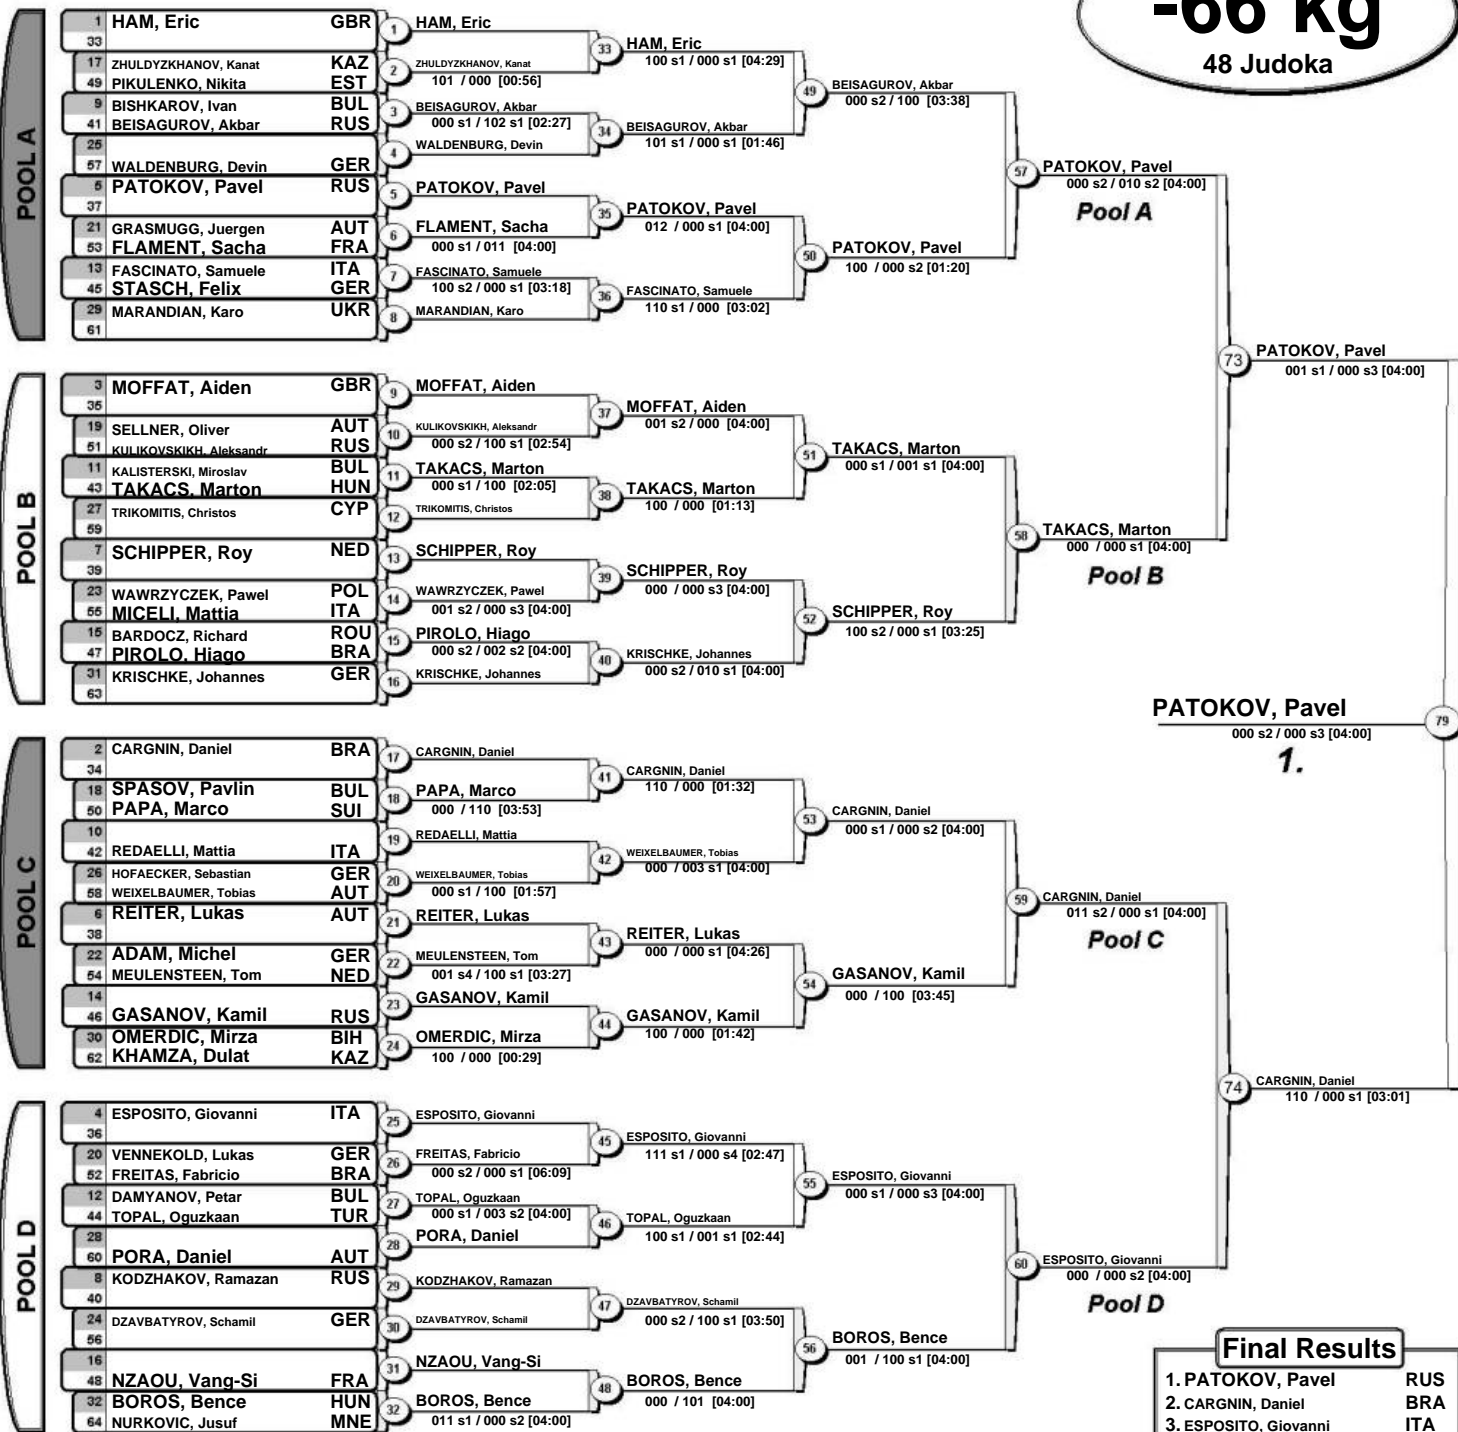 -66 kg
48 Judoka
POOL A
1 HAM, Eric GBR
33
17 ZHULDYZKHANOV, Kanat KAZ
49 PIKULENKO, Nikita EST
9 BISHKAROV, Ivan BUL
41 BEISAGUROV, Akbar RUS
25
57 WALDENBURG, Devin GER
5 PATOKOV, Pavel RUS
37
21 GRASMUGG, Juergen AUT
53 FLAMENT, Sacha FRA
13 FASCINATO, Samuele ITA
45 STASCH, Felix GER
29 MARANDIAN, Karo UKR
61
1 HAM, Eric
2 ZHULDYZKHANOV, Kanat
101 / 000 [00:56]
3 BEISAGUROV, Akbar
000 s1 / 102 s1 [02:27]
4 WALDENBURG, Devin
5 PATOKOV, Pavel
6 FLAMENT, Sacha
000 s1 / 011 [04:00]
7 FASCINATO, Samuele
100 s2 / 000 s1 [03:18]
8 MARANDIAN, Karo
33 HAM, Eric
100 s1 / 000 s1 [04:29]
34 BEISAGUROV, Akbar
101 s1 / 000 s1 [01:46]
35 PATOKOV, Pavel
012 / 000 s1 [04:00]
36 FASCINATO, Samuele
110 s1 / 000 [03:02]
49 BEISAGUROV, Akbar
000 s2 / 100 [03:38]
50 PATOKOV, Pavel
100 / 000 s2 [01:20]
57 PATOKOV, Pavel
000 s2 / 010 s2 [04:00]
Pool A
POOL B
3 MOFFAT, Aiden GBR
35
19 SELLNER, Oliver AUT
51 KULIKOVSKIKH, Aleksandr RUS
11 KALISTERSKI, Miroslav BUL
43 TAKACS, Marton HUN
27 TRIKOMITIS, Christos CYP
59
7 SCHIPPER, Roy NED
39
23 WAWRZYCZEK, Pawel POL
55 MICELI, Mattia ITA
15 BARDOCZ, Richard ROU
47 PIROLO, Hiago BRA
31 KRISCHKE, Johannes GER
63
9 MOFFAT, Aiden
10 KULIKOVSKIKH, Aleksandr
000 s2 / 100 s1 [02:54]
11 TAKACS, Marton
000 s1 / 100 [02:05]
12 TRIKOMITIS, Christos
13 SCHIPPER, Roy
14 WAWRZYCZEK, Pawel
001 s2 / 000 s3 [04:00]
15 PIROLO, Hiago
000 s2 / 002 s2 [04:00]
16 KRISCHKE, Johannes
37 MOFFAT, Aiden
001 s2 / 000 [04:00]
38 TAKACS, Marton
100 / 000 [01:13]
39 SCHIPPER, Roy
000 / 000 s3 [04:00]
40 KRISCHKE, Johannes
000 s2 / 010 s1 [04:00]
51 TAKACS, Marton
000 s1 / 001 s1 [04:00]
52 SCHIPPER, Roy
100 s2 / 000 s1 [03:25]
58 TAKACS, Marton
000 / 000 s1 [04:00]
Pool B
73 PATOKOV, Pavel
001 s1 / 000 s3 [04:00]
PATOKOV, Pavel 79
000 s2 / 000 s3 [04:00]
1.
POOL C
2 CARGNIN, Daniel BRA
34
18 SPASOV, Pavlin BUL
50 PAPA, Marco SUI
10
42 REDAELLI, Mattia ITA
26 HOFAECKER, Sebastian GER
58 WEIXELBAUMER, Tobias AUT
6 REITER, Lukas AUT
38
22 ADAM, Michel GER
54 MEULENSTEEN, Tom NED
14
46 GASANOV, Kamil RUS
30 OMERDIC, Mirza BIH
62 KHAMZA, Dulat KAZ
17 CARGNIN, Daniel
18 PAPA, Marco
000 / 110 [03:53]
19 REDAELLI, Mattia
20 WEIXELBAUMER, Tobias
000 s1 / 100 [01:57]
21 REITER, Lukas
22 MEULENSTEEN, Tom
001 s4 / 100 s1 [03:27]
23 GASANOV, Kamil
24 OMERDIC, Mirza
100 / 000 [00:29]
41 CARGNIN, Daniel
110 / 000 [01:32]
42 WEIXELBAUMER, Tobias
000 / 003 s1 [04:00]
43 REITER, Lukas
000 / 000 s1 [04:26]
44 GASANOV, Kamil
100 / 000 [01:42]
53 CARGNIN, Daniel
000 s1 / 000 s2 [04:00]
54 GASANOV, Kamil
000 / 100 [03:45]
59 CARGNIN, Daniel
011 s2 / 000 s1 [04:00]
Pool C
POOL D
4 ESPOSITO, Giovanni ITA
36
20 VENNEKOLD, Lukas GER
52 FREITAS, Fabricio BRA
12 DAMYANOV, Petar BUL
44 TOPAL, Oguzkaan TUR
28
60 PORA, Daniel AUT
8 KODZHAKOV, Ramazan RUS
40
24 DZAVBATYROV, Schamil GER
56
16
48 NZAOU, Vang-Si FRA
32 BOROS, Bence HUN
64 NURKOVIC, Jusuf MNE
25 ESPOSITO, Giovanni
26 FREITAS, Fabricio
000 s2 / 000 s1 [06:09]
27 TOPAL, Oguzkaan
000 s1 / 003 s2 [04:00]
28 PORA, Daniel
29 KODZHAKOV, Ramazan
30 DZAVBATYROV, Schamil
31 NZAOU, Vang-Si
32 BOROS, Bence
011 s1 / 000 s2 [04:00]
45 ESPOSITO, Giovanni
111 s1 / 000 s4 [02:47]
46 TOPAL, Oguzkaan
100 s1 / 001 s1 [02:44]
47 DZAVBATYROV, Schamil
000 s2 / 100 s1 [03:50]
48 BOROS, Bence
000 / 101 [04:00]
55 ESPOSITO, Giovanni
000 s1 / 000 s3 [04:00]
56 BOROS, Bence
001 / 100 s1 [04:00]
60 ESPOSITO, Giovanni
000 / 000 s2 [04:00]
Pool D
74 CARGNIN, Daniel
110 / 000 s1 [03:01]
Final Results
1. PATOKOV, Pavel RUS
2. CARGNIN, Daniel BRA
3. ESPOSITO, Giovanni ITA